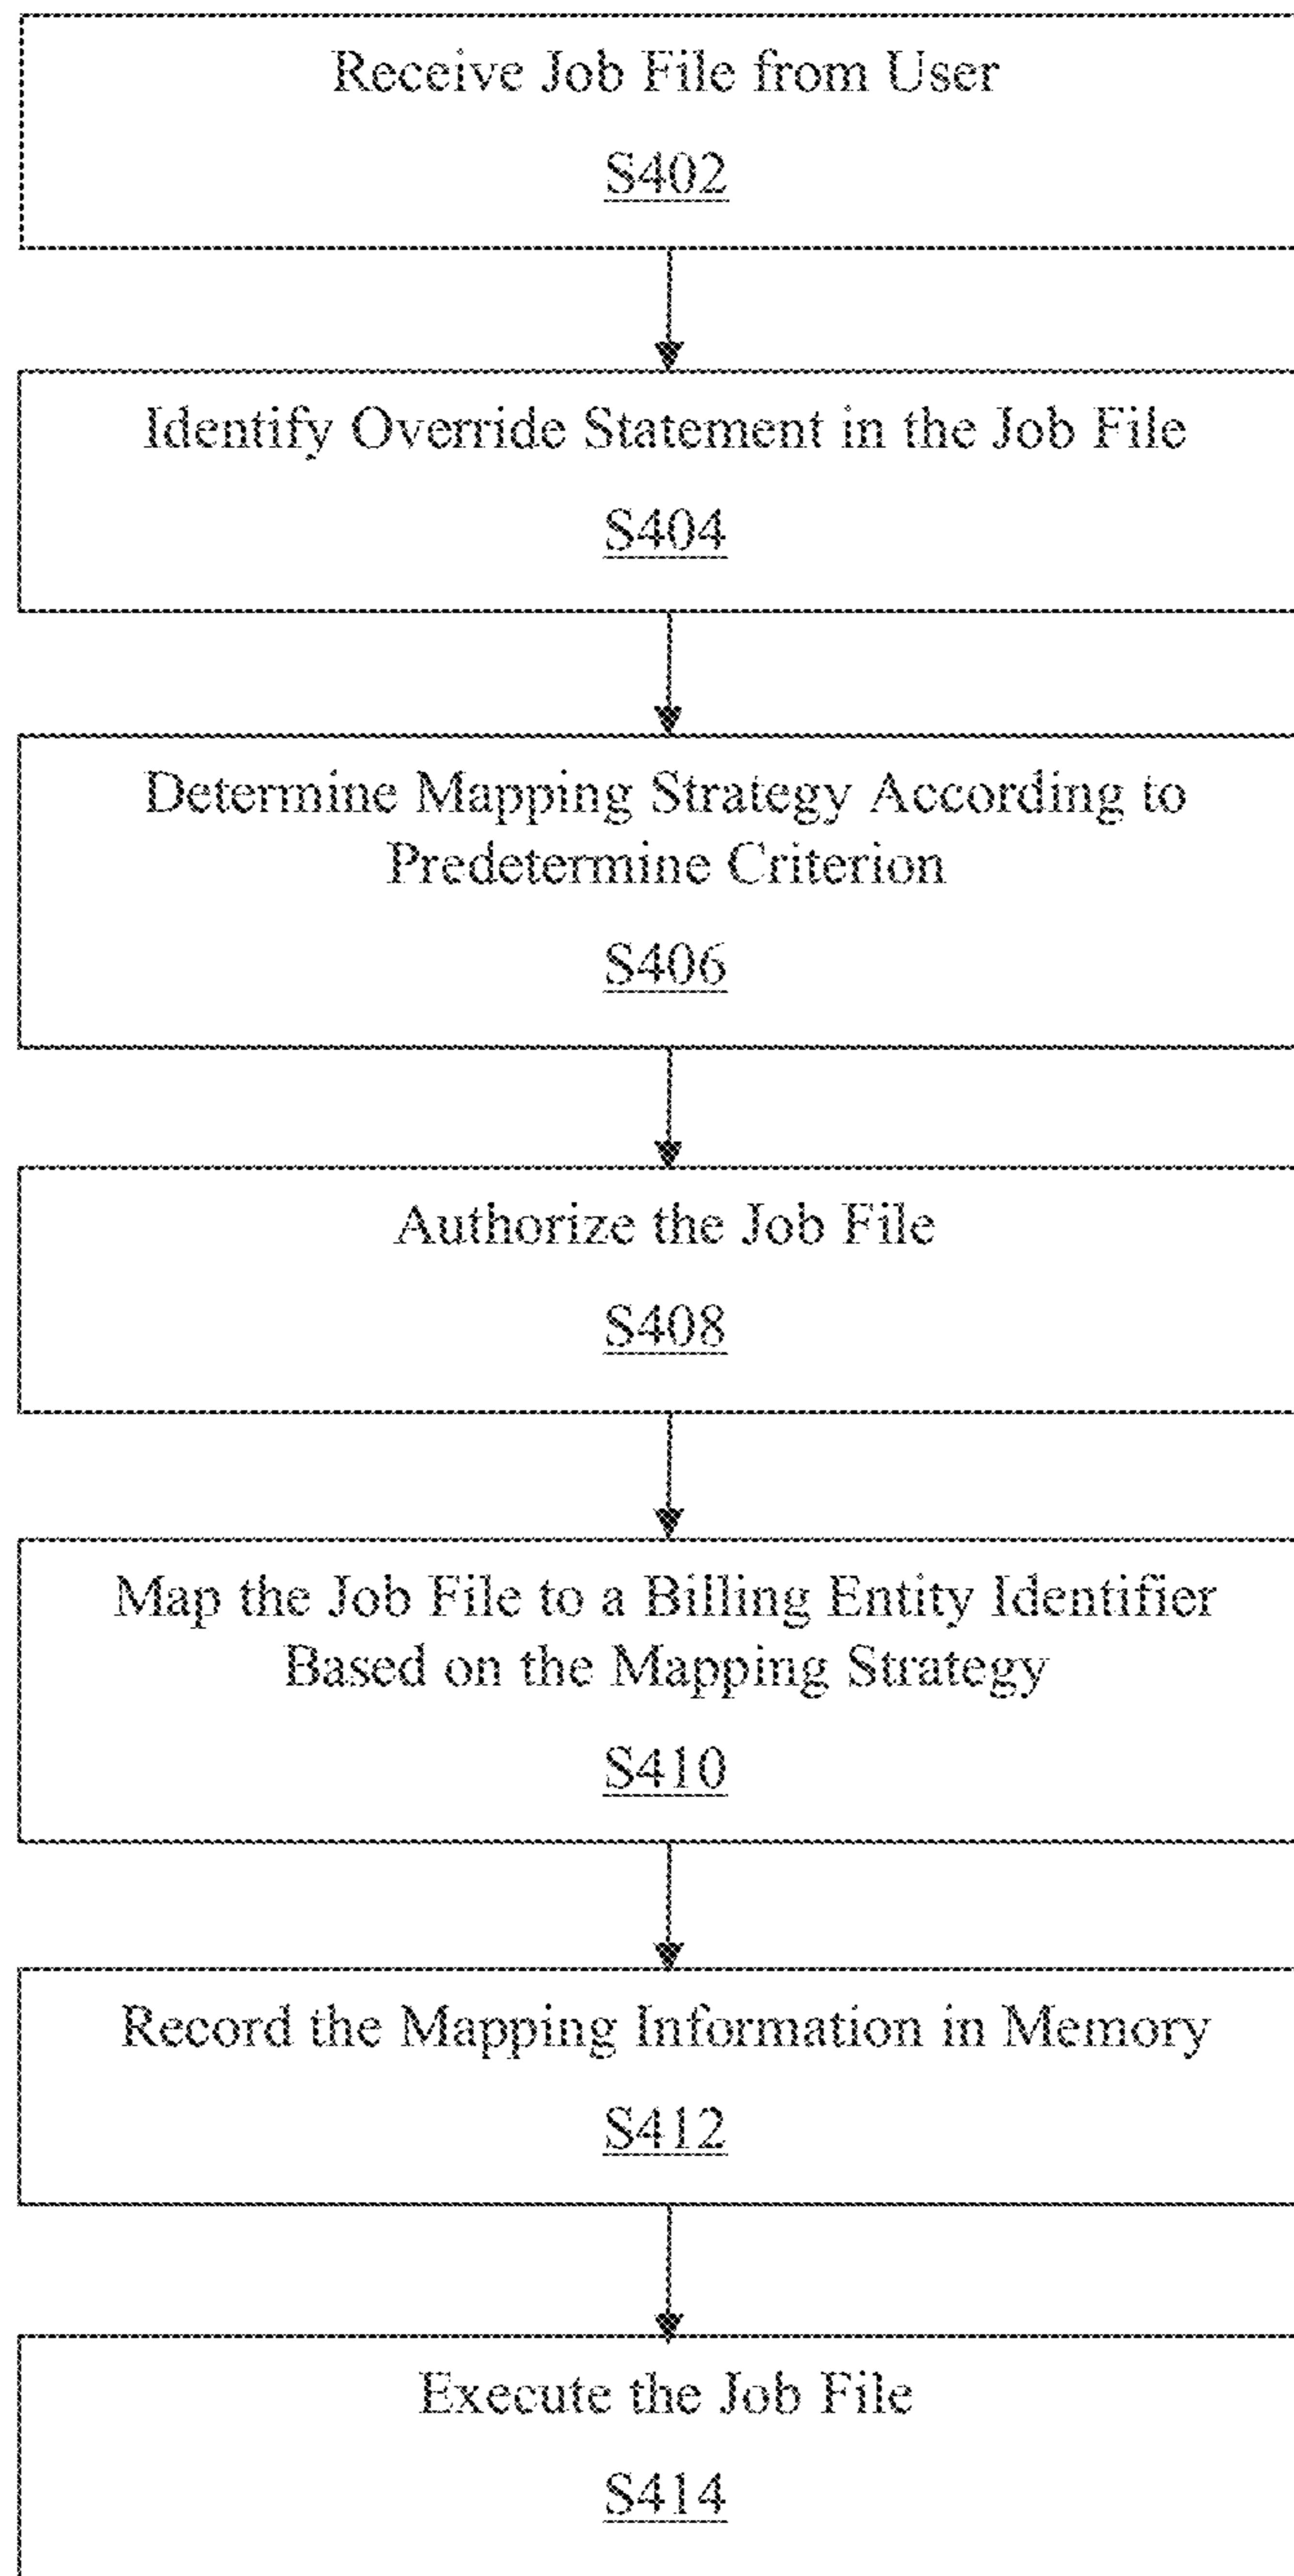 Receive Job File from User
S402
Identify Override Statement in the Job File
S404
Determine Mapping Strategy According to
Predetermine Criterion
S406
Authorize the Job File
S408
Map the Job File to a Billing Entity Identifier
Based on the Mapping Strategy
S410
Record the Mapping Information in Memory
S412
Execute the Job File
S414